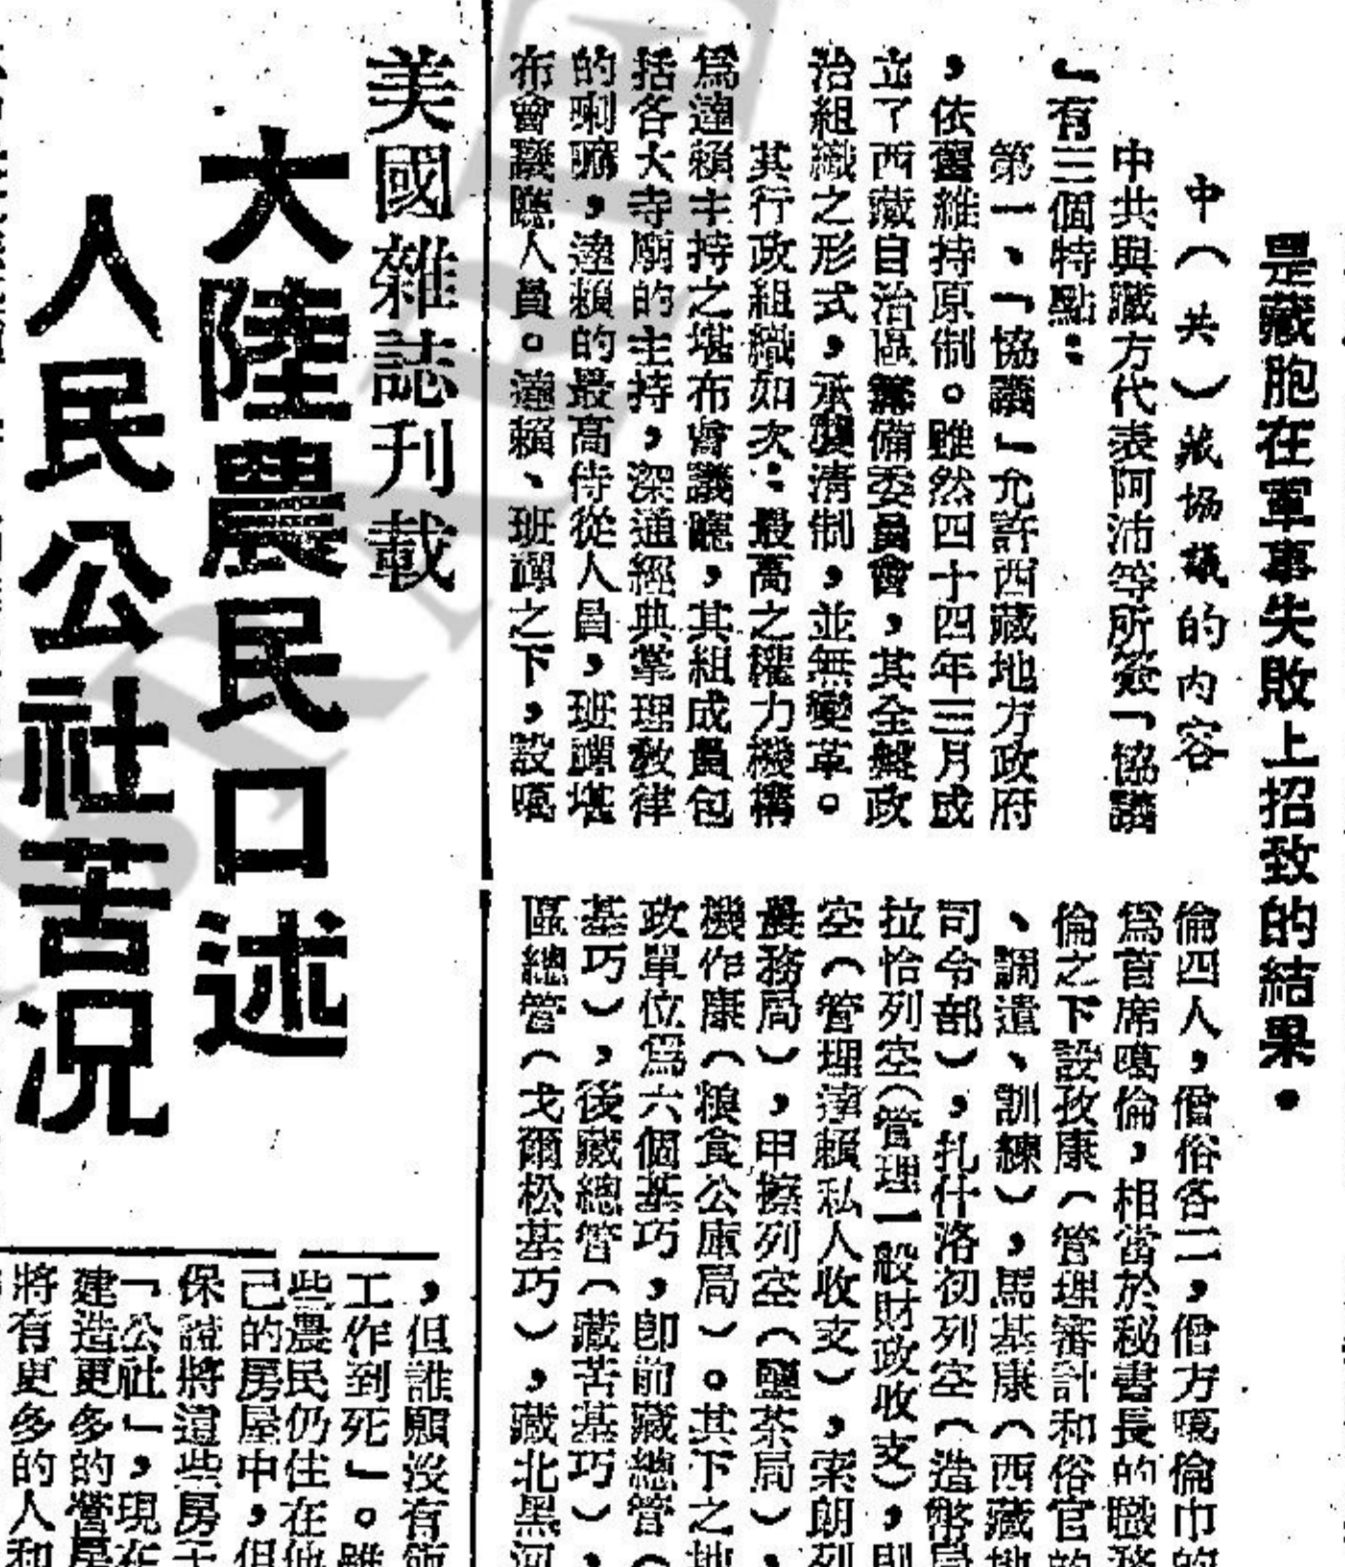 是藏胞在軍事失敗上招致的結果。
中(共)藏協議的內容
中共與藏方代表阿沛等所簽「協議
」有三個特點：
第一、「協議」允許西藏地方政府
，依舊維持原制。雖然四十四年三月成
立了西藏自治區籌備委員會，其全盤政
治組織之形式，承襲清制，並無變革。
其行政組織如次：最高之權力機構
爲達賴主持之堪布會議廳，其組成員包
括各大寺廟的主持，深通經典掌理教律
的喇嘛，達賴的最高侍從人員，班禪堪
布會議廳人員。達賴、班禪之下，設噶
倫四人，僧俗各二，僧方噶倫中的
爲首席噶倫，相當於秘書長的職務
倫之下設孜康（管理審計和俗官的
、調遣、訓練），馬基康（西藏地
司令部），扎什洛初列空（造幣局
拉恰列空（管理一般財政收支），則
空（管理達賴私人收支），索朗列
農務局），甲擦列空（鹽茶局），
機作康（粮食公庫局）。其下之地
政單位爲六個基巧，卽前藏總管（
基巧），後藏總管（藏苦基巧），
區總管（戈爾松基巧），藏北黑河
美國雜誌刊載
大陸農民口述
人民公社苦況
，但誰願沒有飯
工作到死」。雖
些農民仍住在他
己的房屋中，但
保證將這些房子
「公社」，現在
建造更多的營房
將有更多的人和